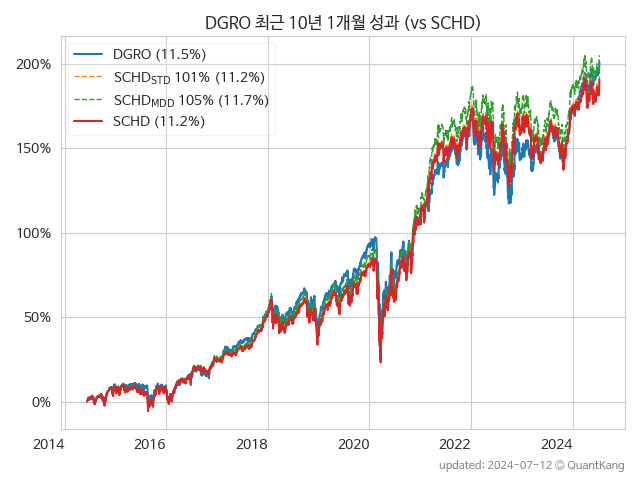 DGRO 최근 10년 1개월 성과 (vs SCHD)
DGRO (11.5%)
SCHD_STD 101% (11.2%)
SCHD_MDD 105% (11.7%)
SCHD (11.2%)
200%
150%
100%
50%
0%
2014 2016 2018 2020 2022 2024
updated: 2024-07-12 © QuantKang